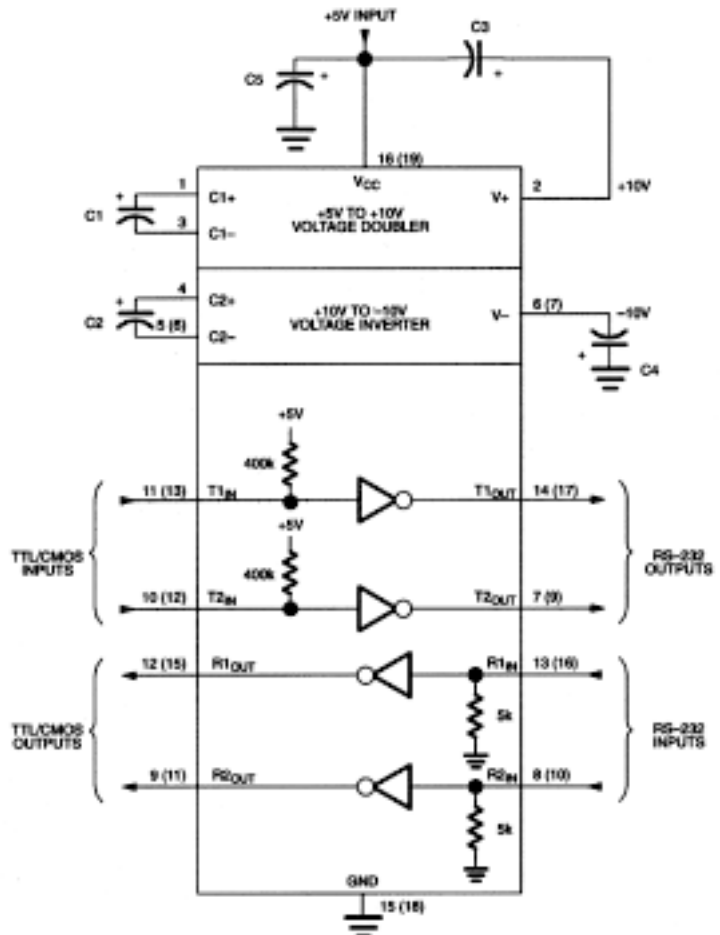 +5V INPUT
C3
C5
+
+
16 (19)
VCC
1
2
+10V
C1+
V+
+
C1
+5V TO +10V
VOLTAGE DOUBLER
3
C1–
4
C2+
+
C2
5 (6)
C2–
+10V TO –10V
VOLTAGE INVERTER
6 (7)
–10V
V–
+
C4
+5V
400k
11 (13)
T1IN
T1OUT
14 (17)
+5V
TTL/CMOS
INPUTS
400k
RS–232
OUTPUTS
10 (12)
T2IN
T2OUT
7 (9)
12 (15)
R1OUT
R1IN
13 (16)
5k
TTL/CMOS
OUTPUTS
RS–232
INPUTS
9 (11)
R2OUT
R2IN
8 (10)
5k
GND
15 (18)